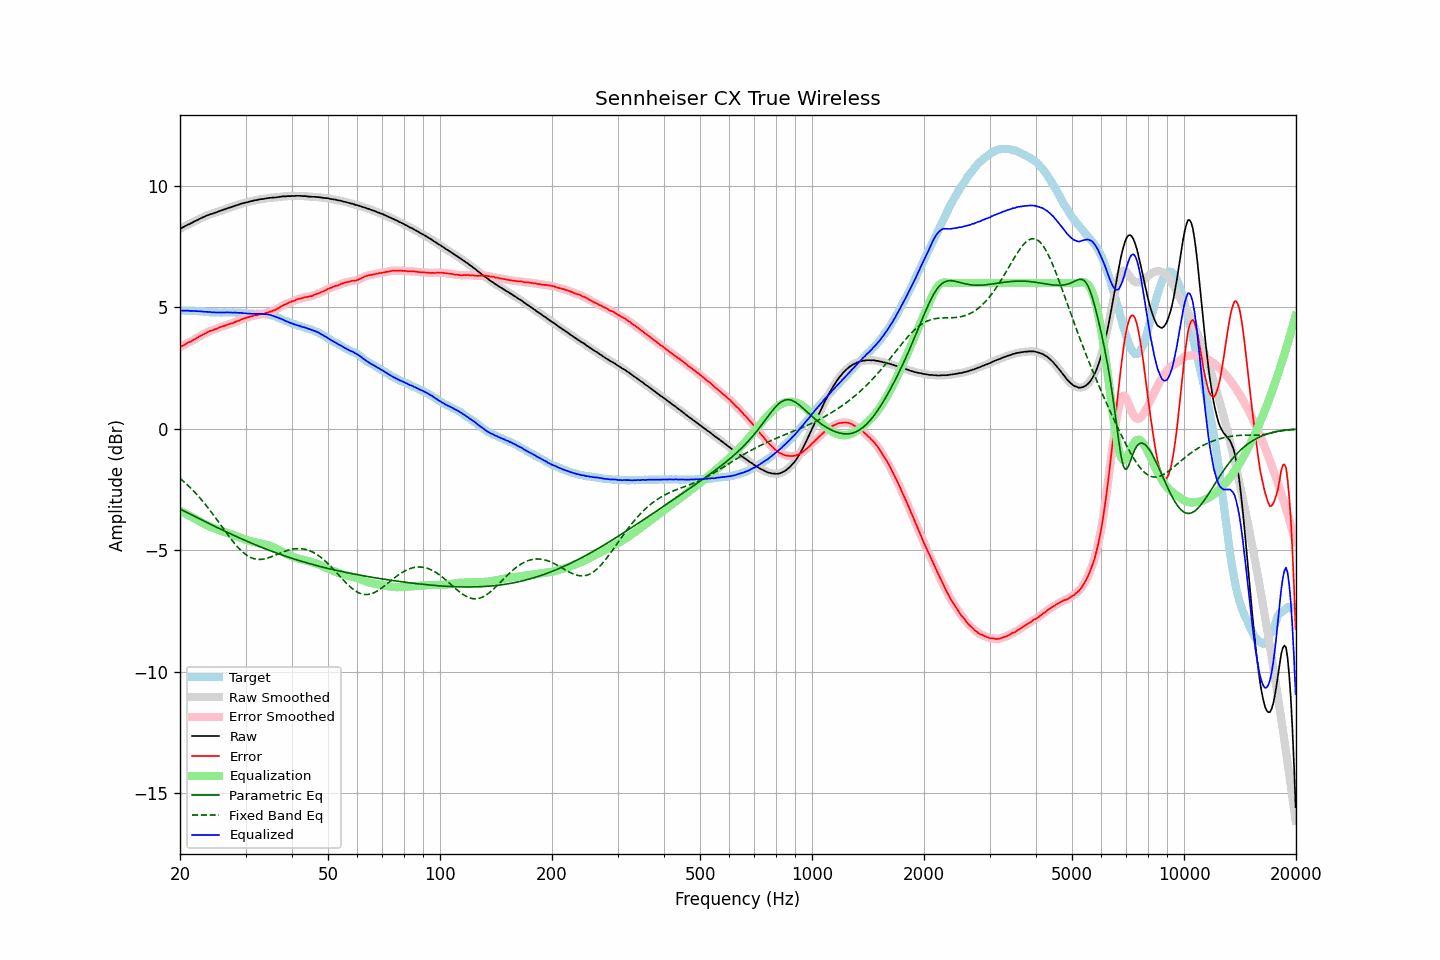 Sennheiser CX True Wireless
Amplitude (dBr)
10
5
0
−5
−10
−15
Target
Raw Smoothed
Error Smoothed
Raw
Error
Equalization
Parametric Eq
Fixed Band Eq
Equalized
20 50 100 200 500 1000 2000 5000 10000 20000
Frequency (Hz)